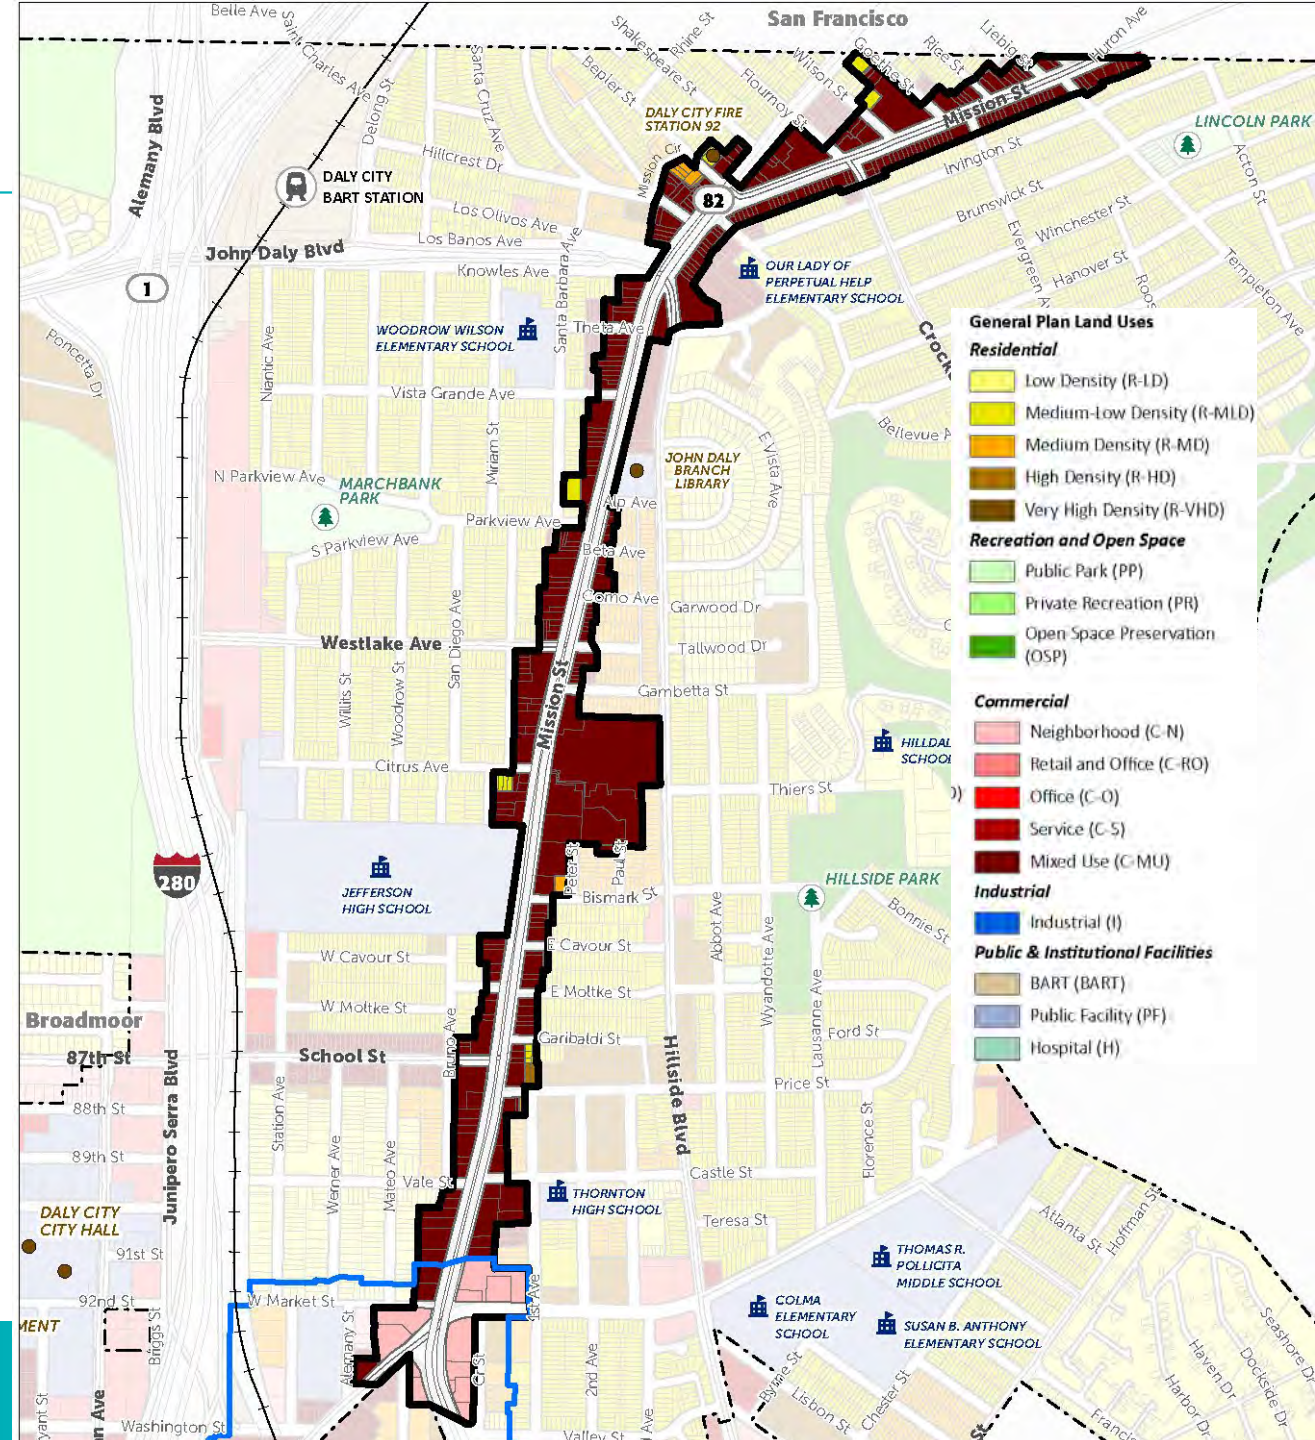 San Francisco
Belle Ave
Saint Charles Ave
Delong St
Santa Cruz Ave
Shakespeare St
Rhine St
Bepler St
Flournoy St
Wilson St
Goethe St
Rice St
Liebig St
Huron Ave
Mission St
Alemany Blvd
DALY CITY FIRE
STATION 92
Mission Cir
Hillcrest Dr
LINCOLN PARK
Irvington St
Acton St
DALY CITY
BART STATION
82
Brunswick St
Los Olivos Ave
Los Banos Ave
Winchester St
Evergreen Av
John Daly Blvd
Knowles Ave
Santa Barbara Ave
Hanover St
Templeton Ave
Roos
1
OUR LADY OF
PERPETUAL HELP
ELEMENTARY SCHOOL
WOODROW WILSON
ELEMENTARY SCHOOL
Theta Ave
Crocke
Poncetta Dr
Niantic Ave
Vista Grande Ave
Miriam St
E Vista Ave
Bellevue A
JOHN DALY
BRANCH
LIBRARY
N Parkview Ave
MARCHBANK
PARK
Alp Ave
Parkview Ave
S Parkview Ave
Beta Ave
Como Ave
Garwood Dr
Westlake Ave
San Diego Ave
Tallwood Dr
Willits St
Woodrow St
Mission St
Gambetta St
Citrus Ave
HILLDAL
SCHOOL
Thiers St
280
JEFFERSON
HIGH SCHOOL
Peter St
Paul St
Bismark St
HILLSIDE PARK
Bonnie St
Abbot Ave
Wyandotte Ave
Lausanne Ave
W Cavour St
E Cavour St
W Moltke St
E Moltke St
Broadmoor
87th St
School St
Bruno Ave
Garibaldi St
Ford St
Hillside Blvd
Price St
88th St
Station Ave
Junipero Serra Blvd
Werner Ave
Mateo Ave
89th St
Vale St
Castle St
Florence St
THORNTON
HIGH SCHOOL
Teresa St
DALY CITY
CITY HALL
91st St
92nd St
W Market St
1st Ave
THOMAS R.
POLLICITA
MIDDLE SCHOOL
COLMA
ELEMENTARY
SCHOOL
SUSAN B. ANTHONY
ELEMENTARY SCHOOL
Atlanta St
Hoffman St
Seashore Dr
Dockside Dr
Haven Dr
Harbor Dr
Franci
MENT
Briggs St
Alemany St
2nd Ave
Byrne St
Lisbon St
Chester St
Washington St
Valley St
General Plan Land Uses
Residential
Low Density (R-LD)
Medium-Low Density (R-MLD)
Medium Density (R-MD)
High Density (R-HD)
Very High Density (R-VHD)
Recreation and Open Space
Public Park (PP)
Private Recreation (PR)
Open Space Preservation
(OSP)
Commercial
Neighborhood (C-N)
Retail and Office (C-RO)
Office (C-O)
Service (C-S)
Mixed Use (C-MU)
Industrial
Industrial (I)
Public & Institutional Facilities
BART (BART)
Public Facility (PF)
Hospital (H)